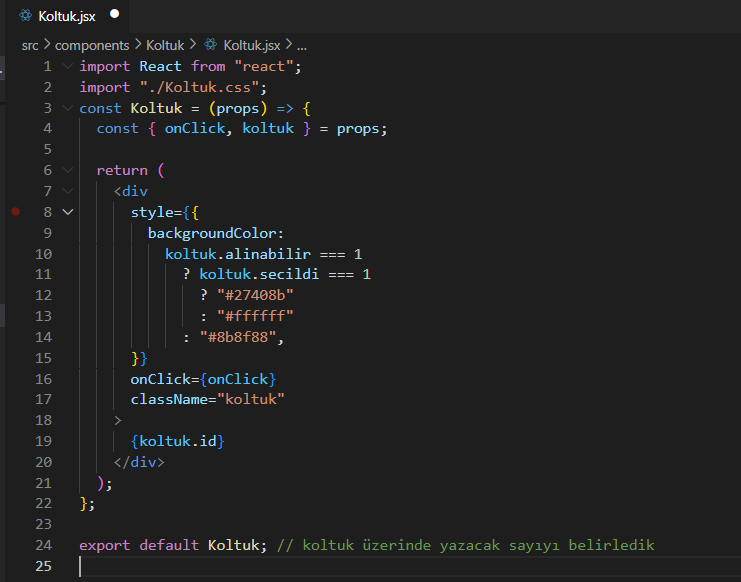 Koltuk.jsx
src > components > Koltuk > Koltuk.jsx > ...
1 import React from "react";
2 import "./Koltuk.css";
3 const Koltuk = (props) => {
4   const { onClick, koltuk } = props;
5
6   return (
7     <div
8       style={{
9         backgroundColor:
10           koltuk.alinabilir === 1
11             ? koltuk.secildi === 1
12               ? "#27408b"
13               : "#ffffff"
14             : "#8b8f88",
15       }}
16       onClick={onClick}
17       className="koltuk"
18     >
19       {koltuk.id}
20     </div>
21   );
22 };
23
24 export default Koltuk; // koltuk üzerinde yazacak sayıyı belirledik
25